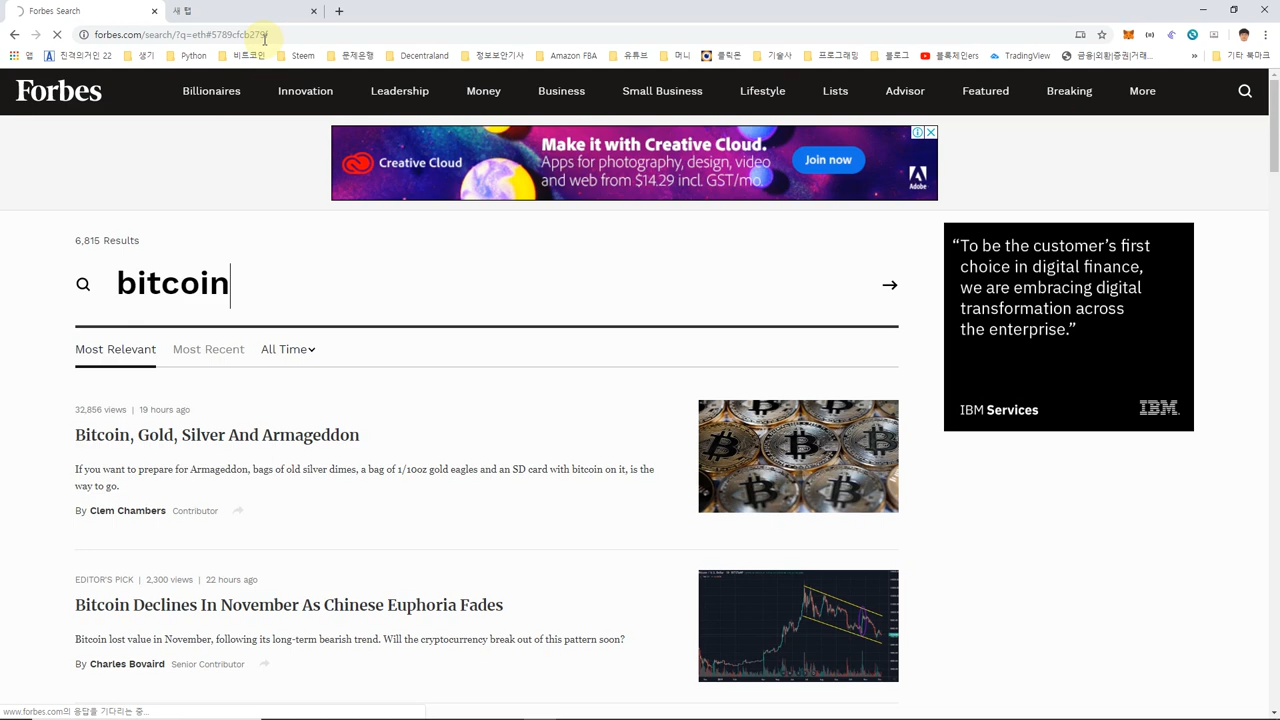 Forbes Search
새 탭
forbes.com/search/?q=eth#5789cfcb279f
앱
진격의거인 22
생기
Python
비트코인
Steem
문제은행
Decentraland
정보보안기사
Amazon FBA
유튜브
머니
클릭몬
기술사
프로그래밍
블로그
블록체인ers
TradingView
금융|외환|증권|거래...
»
기타 북마크
Forbes
Billionaires
Innovation
Leadership
Money
Business
Small Business
Lifestyle
Lists
Advisor
Featured
Breaking
More
Creative Cloud
Make it with Creative Cloud.
Apps for photography, design, video
and web from $14.29 incl. GST/mo.
Join now
Adobe
6,815 Results
bitcoin
Most Relevant
Most Recent
All Time
32,856 views | 19 hours ago
Bitcoin, Gold, Silver And Armageddon
If you want to prepare for Armageddon, bags of old silver dimes, a bag of 1/10oz gold eagles and an SD card with bitcoin on it, is the
way to go.
By Clem Chambers Contributor
EDITOR'S PICK | 2,300 views | 22 hours ago
Bitcoin Declines In November As Chinese Euphoria Fades
Bitcoin lost value in November, following its long-term bearish trend. Will the cryptocurrency break out of this pattern soon?
By Charles Bovaird Senior Contributor
“To be the customer’s first
choice in digital finance,
we are embracing digital
transformation across
the enterprise.”
IBM Services
IBM
www.forbes.com의 응답을 기다리는 중...